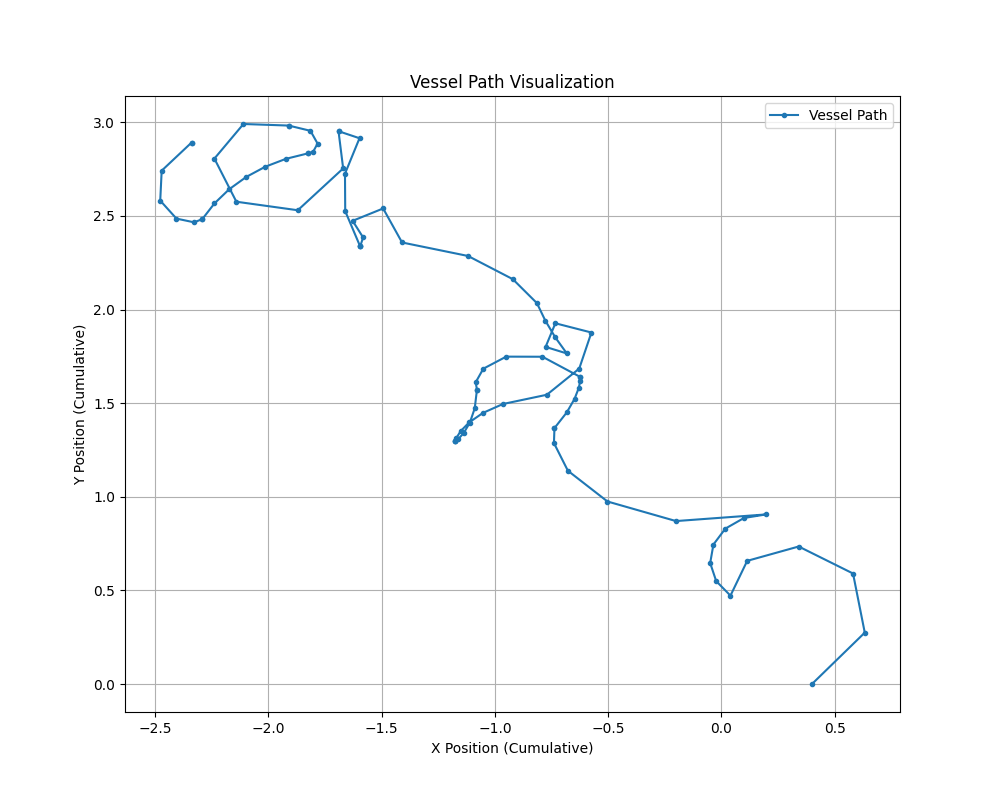 Vessel Path Visualization
Vessel Path
Y Position (Cumulative)
3.0
2.5
2.0
1.5
1.0
0.5
0.0
−2.5 −2.0 −1.5 −1.0 −0.5 0.0 0.5
X Position (Cumulative)